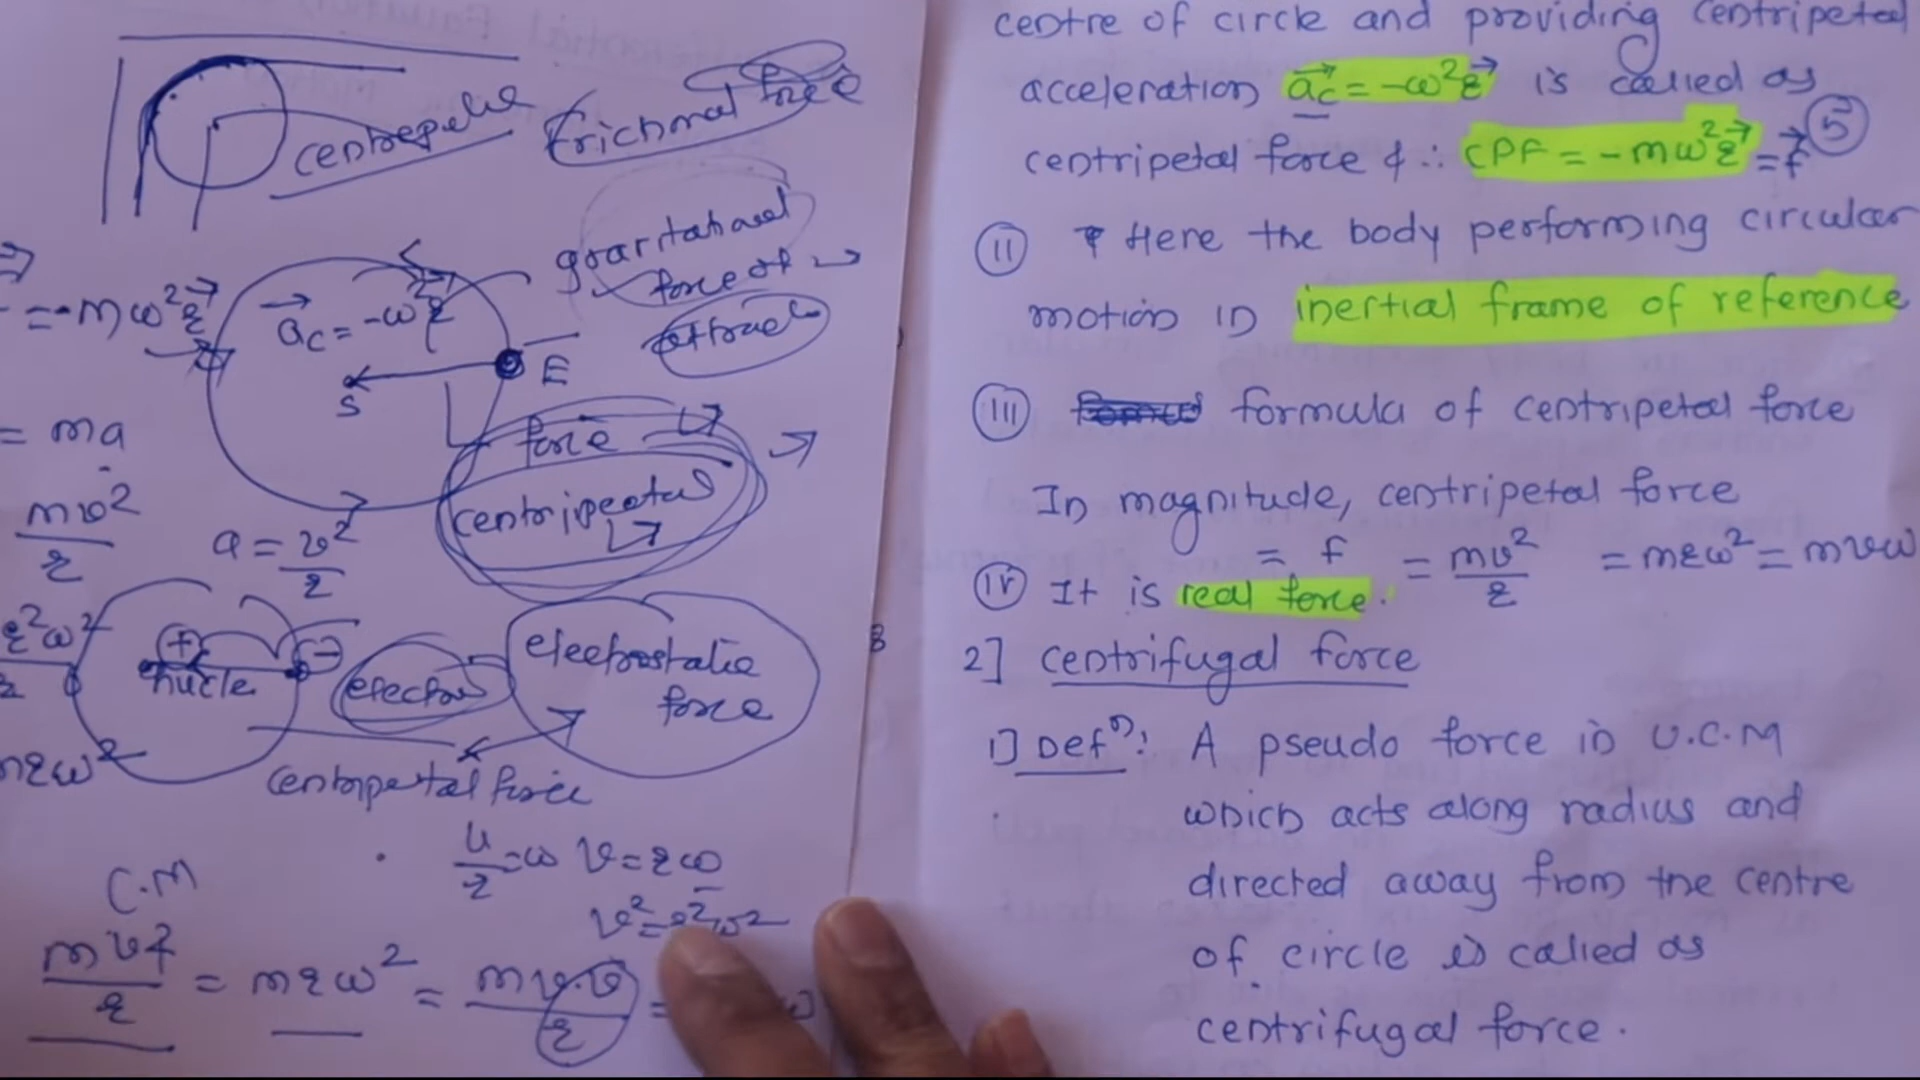 centrepeta
frictional force
gravitational
force of
attract
= -mω²r⃗
a⃗c = -ω²r⃗
E
S
= ma
force
centripetal
mv²/r
a = v²/r
r²ω²
+
nucle
electron
electrostatic
force
mrω²
centripetal force
v/r = ω v = rω
v² = r²ω²
C.M
= mrω² = mv.v/r
centre of circle and providing centripetal
acceleration a⃗c = -ω²r⃗ is called as
centripetal force & ∴ CPF = -mω²r⃗ = f⃗
5
(II) Here the body performing circular
motion in inertial frame of reference
(III) formula of centripetal force
In magnitude, centripetal force
= f = mv²/r = mrω² = mvω
(IV) It is real force.
2] centrifugal force
1] Defⁿ: A pseudo force in U.C.M
which acts along radius and
directed away from the centre
of circle is called as
centrifugal force.